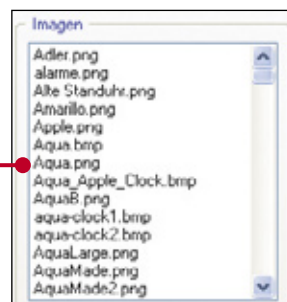 Imagen
Adler.png
alarme.png
Alte Standuhr.png
Amarillo.png
Apple.png
Aqua.bmp
Aqua.png
Aqua_Apple_Clock.bmp
AquaB.png
aqua-clock1.bmp
aqua-clock2.bmp
AquaLarge.png
AquaMade.png
AquaMade2.png